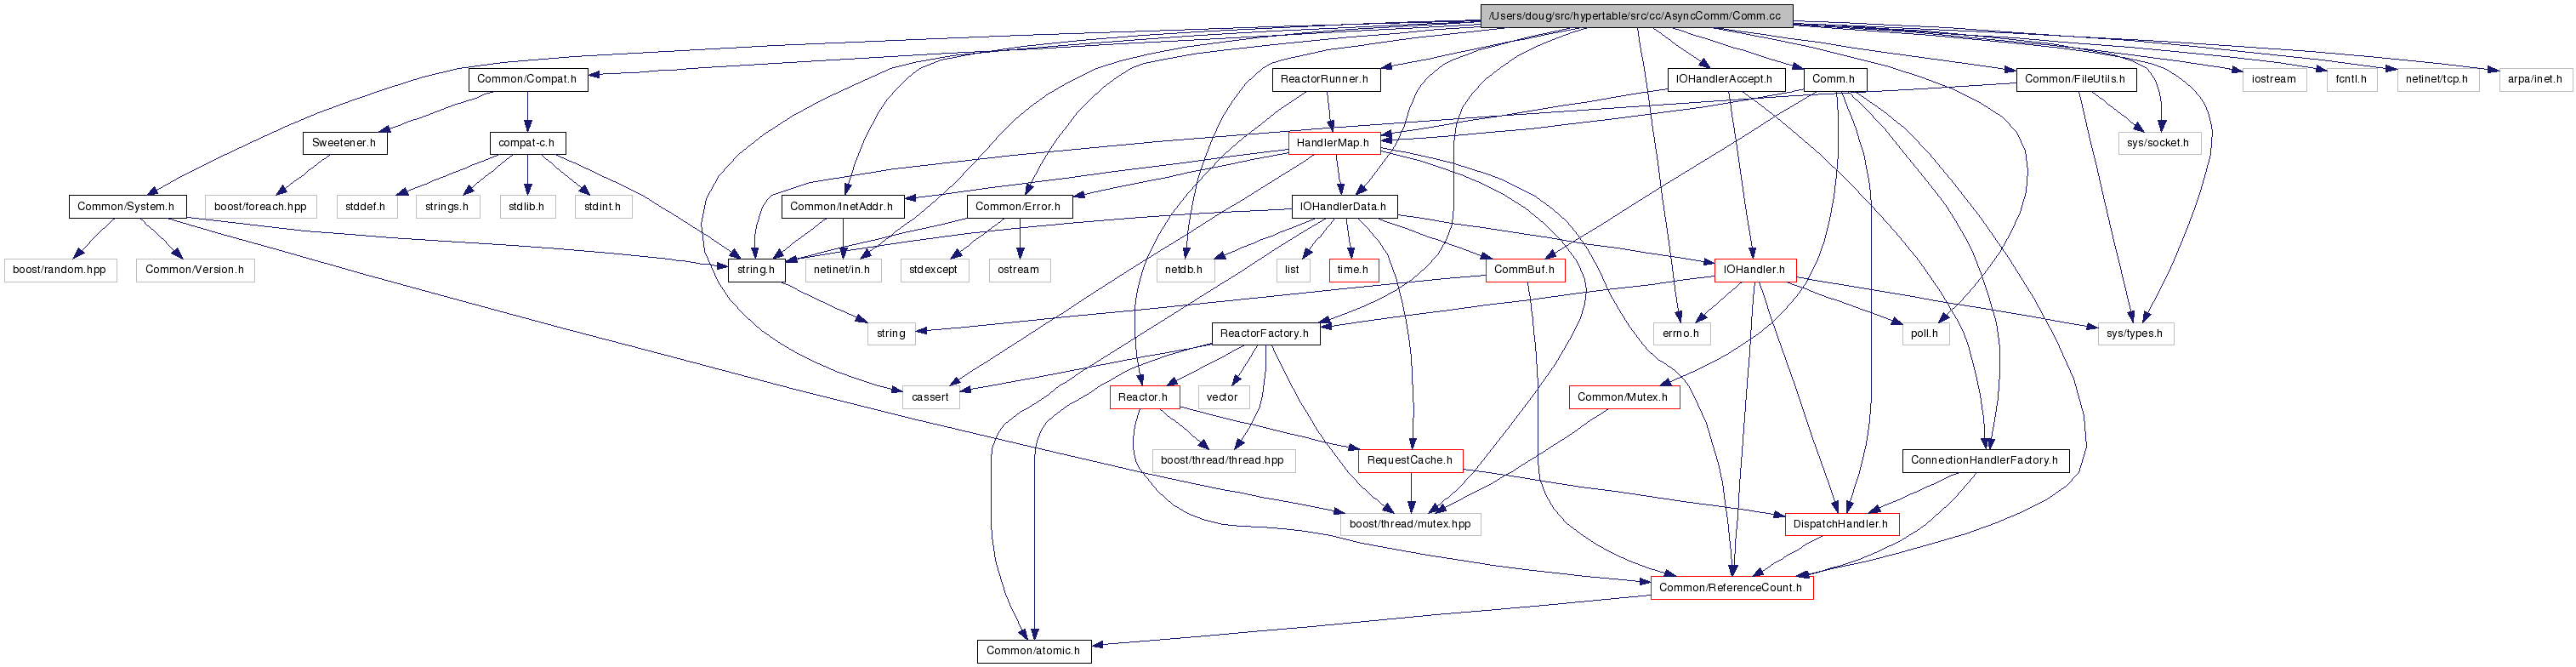 /Users/doug/src/hypertable/src/cc/AsyncComm/Comm.cc
Common/Compat.h
ReactorRunner.h
IOHandlerAccept.h
Comm.h
Common/FileUtils.h
iostream
fcntl.h
netinet/tcp.h
arpa/inet.h
Sweetener.h
compat-c.h
HandlerMap.h
sys/socket.h
Common/System.h
boost/foreach.hpp
stddef.h
strings.h
stdlib.h
stdint.h
Common/InetAddr.h
Common/Error.h
IOHandlerData.h
boost/random.hpp
Common/Version.h
string.h
netinet/in.h
stdexcept
ostream
netdb.h
list
time.h
CommBuf.h
IOHandler.h
string
ReactorFactory.h
errno.h
poll.h
sys/types.h
cassert
Reactor.h
vector
Common/Mutex.h
boost/thread/thread.hpp
RequestCache.h
ConnectionHandlerFactory.h
boost/thread/mutex.hpp
DispatchHandler.h
Common/ReferenceCount.h
Common/atomic.h